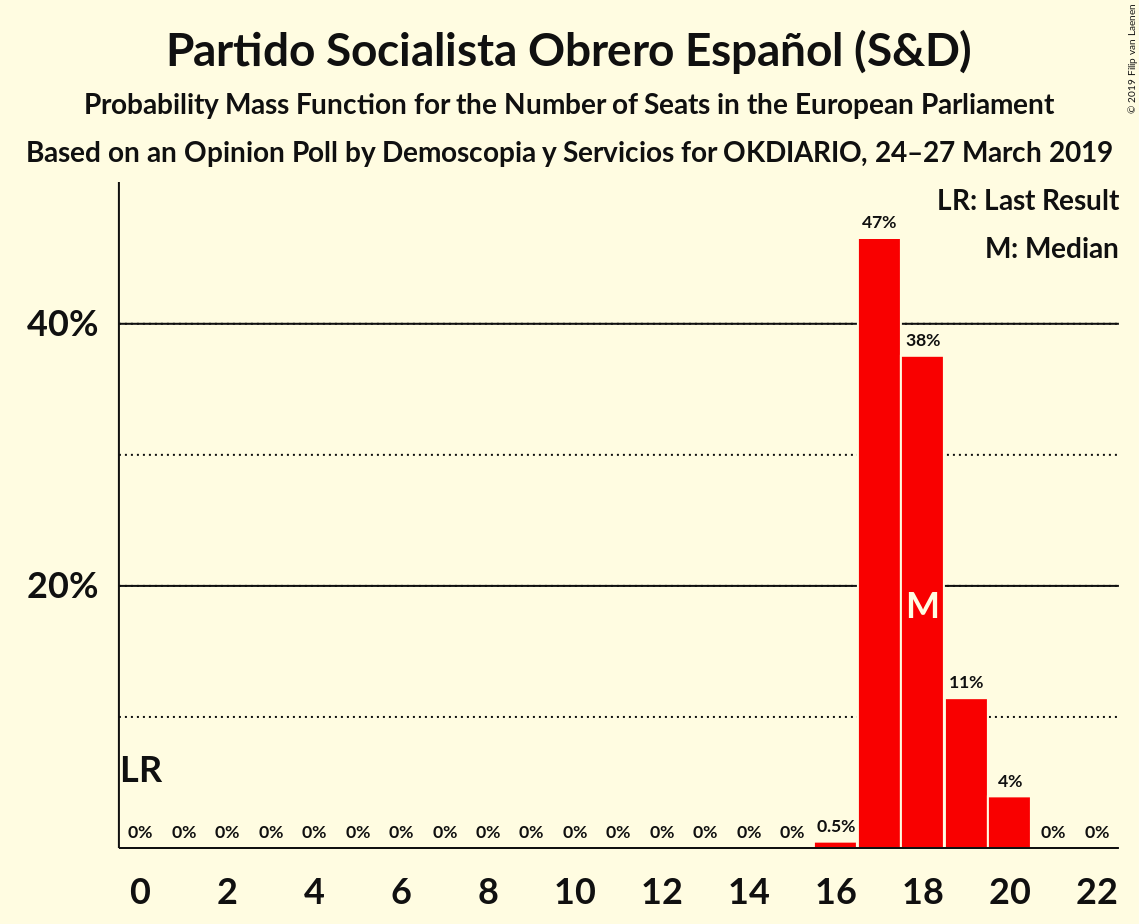 Partido Socialista Obrero Español (S&D)
Probability Mass Function for the Number of Seats in the European Parliament
Based on an Opinion Poll by Demoscopia y Servicios for OKDIARIO, 24–27 March 2019
© 2019 Filip van Laenen
LR: Last Result
M: Median
47%
40%
38%
20%
M
11%
LR
4%
0% 0% 0% 0% 0% 0% 0% 0% 0% 0% 0% 0% 0% 0% 0% 0% 0.5% 0% 0%
0 2 4 6 8 10 12 14 16 18 20 22